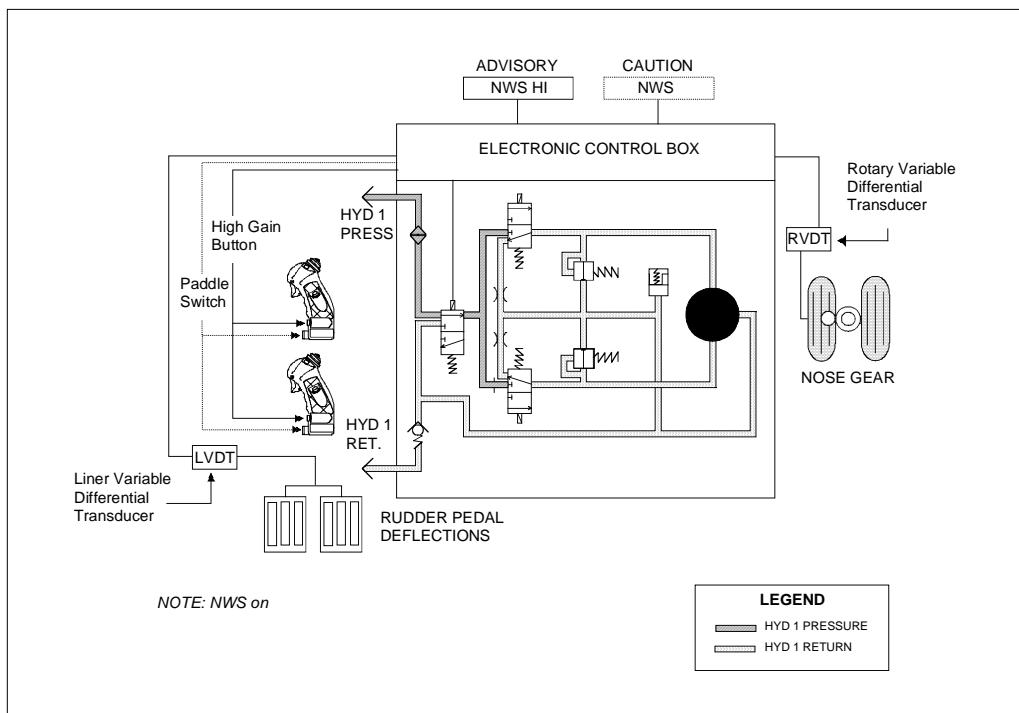 ADVISORY
NWS HI
CAUTION
NWS
ELECTRONIC CONTROL BOX
Rotary Variable
Differential
Transducer
HYD 1
PRESS
High Gain
Button
RVDT
Paddle
Switch
NOSE GEAR
HYD 1
RET.
LVDT
Liner Variable
Differential
Transducer
RUDDER PEDAL
DEFLECTIONS
NOTE: NWS on
LEGEND
HYD 1 PRESSURE
HYD 1 RETURN